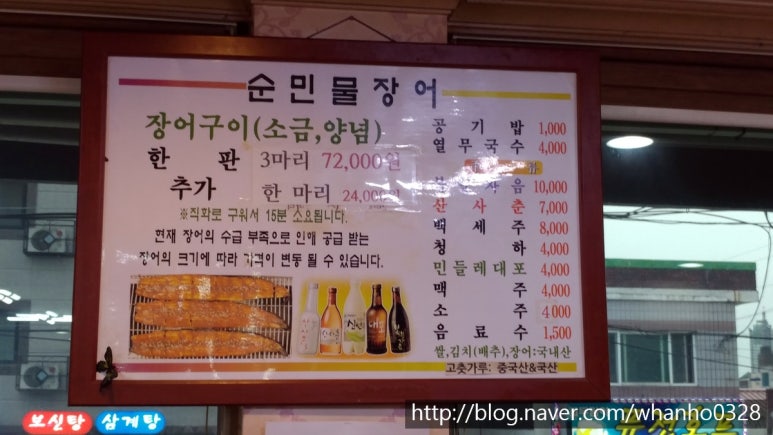 순민물장어
장어구이(소금,양념)
한 판 3마리 72,000원
추가 한 마리 24,000원
※직화로 구워서 15분 소요됩니다.
현재 장어의 수급 부족으로 인해 공급 받는
장어의 크기에 따라 가격이 변동 될 수 있습니다.
공기밥 1,000
열무국수 4,000
10,000
산사춘 7,000
백세주 8,000
청하 4,000
민들레대포 4,000
맥주 4,000
소주 4000
음료수 1,500
쌀,김치(배추),장어:국내산
고춧가루: 중국산&국산
보신탕 삼계탕
http://blog.naver.com/whanho0328